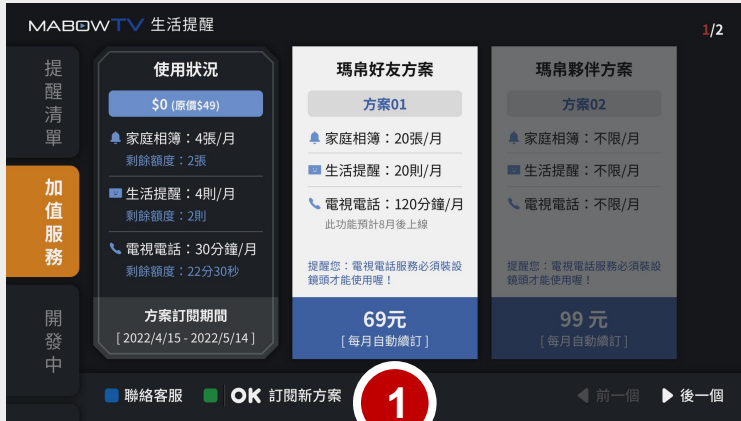 MABOWTV 生活提醒
1/2
提醒清單
加值服務
開發中
使用狀況
$0 (原價$49)
家庭相簿：4張/月
剩餘額度：2張
生活提醒：4則/月
剩餘額度：2則
電視電話：30分鐘/月
剩餘額度：22分30秒
方案訂閱期間
[ 2022/4/15 - 2022/5/14 ]
瑪帛好友方案
方案01
家庭相簿：20張/月
生活提醒：20則/月
電視電話：120分鐘/月
此功能預計8月後上線
提醒您：電視電話服務必須裝設
鏡頭才能使用喔！
69元
[ 每月自動續訂 ]
瑪帛夥伴方案
方案02
家庭相簿：不限/月
生活提醒：不限/月
電視電話：不限/月
提醒您：電視電話服務必須裝設
鏡頭才能使用喔！
99 元
[ 每月自動續訂 ]
聯絡客服
OK 訂閱新方案
1
前一個
後一個